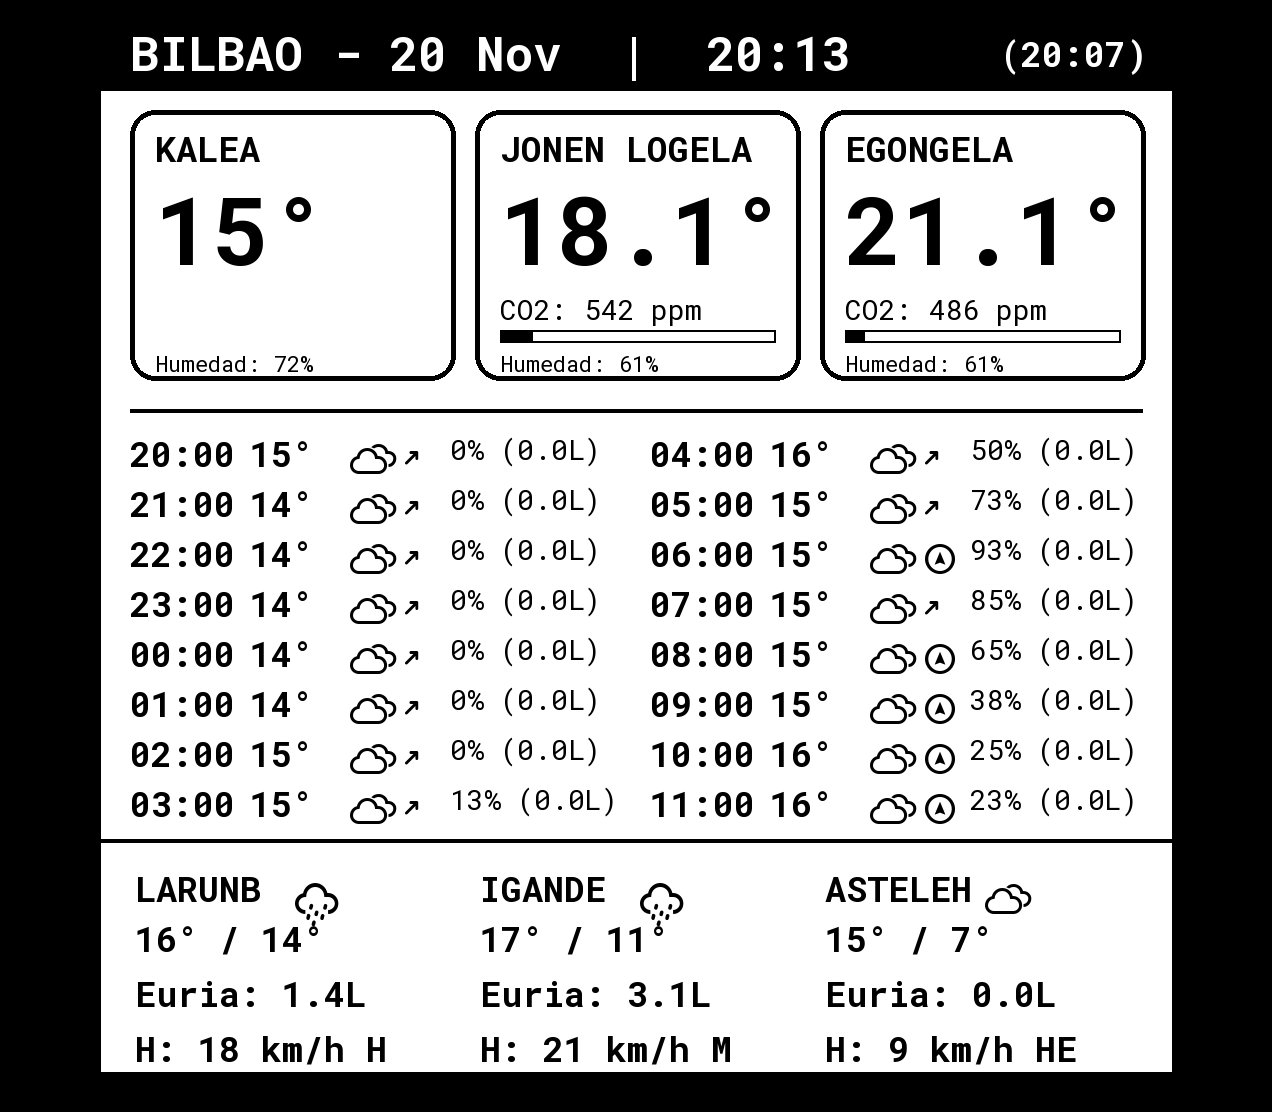 BILBAO - 20 Nov | 20:13 (20:07)
KALEA
15°
Humedad: 72%
JONEN LOGELA
18.1°
CO2: 542 ppm
Humedad: 61%
EGONGELA
21.1°
CO2: 486 ppm
Humedad: 61%
20:00 15° 0% (0.0L)
21:00 14° 0% (0.0L)
22:00 14° 0% (0.0L)
23:00 14° 0% (0.0L)
00:00 14° 0% (0.0L)
01:00 14° 0% (0.0L)
02:00 15° 0% (0.0L)
03:00 15° 13% (0.0L)
04:00 16° 50% (0.0L)
05:00 15° 73% (0.0L)
06:00 15° 93% (0.0L)
07:00 15° 85% (0.0L)
08:00 15° 65% (0.0L)
09:00 15° 38% (0.0L)
10:00 16° 25% (0.0L)
11:00 16° 23% (0.0L)
LARUNB
16° / 14°
Euria: 1.4L
H: 18 km/h H
IGANDE
17° / 11°
Euria: 3.1L
H: 21 km/h M
ASTELEH
15° / 7°
Euria: 0.0L
H: 9 km/h HE